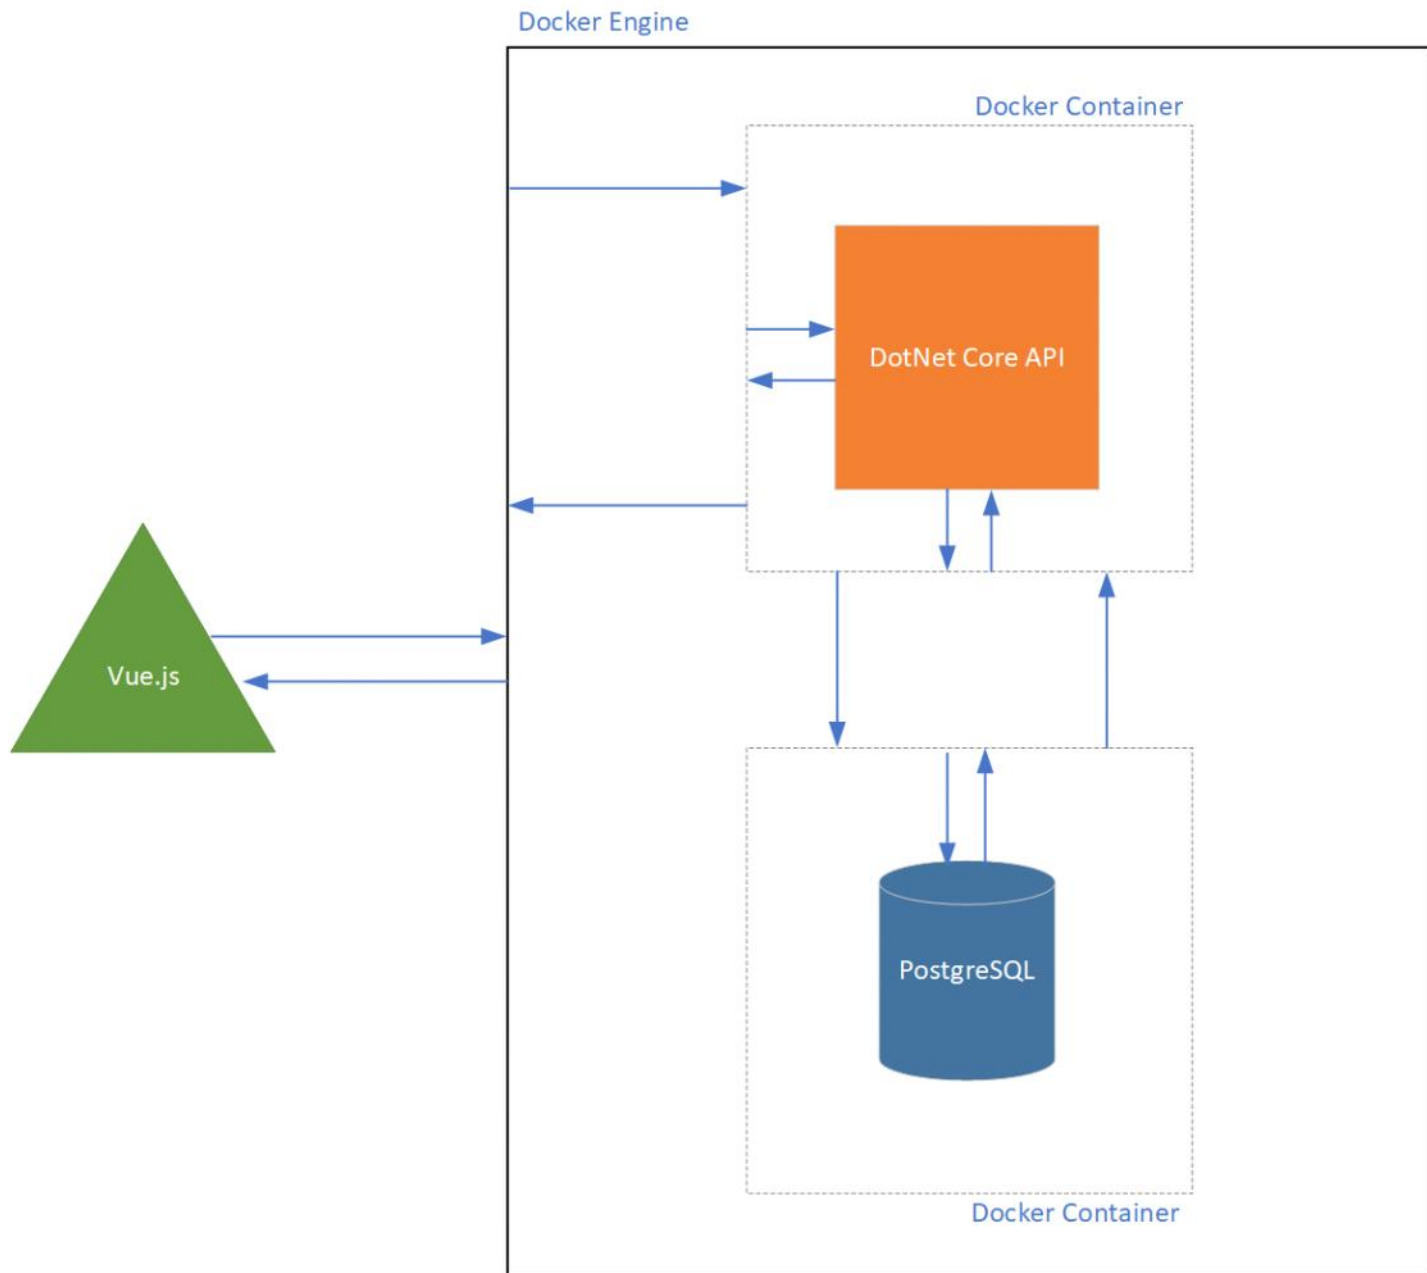 Docker Engine
Docker Container
DotNet Core API
Vue.js
PostgreSQL
Docker Container